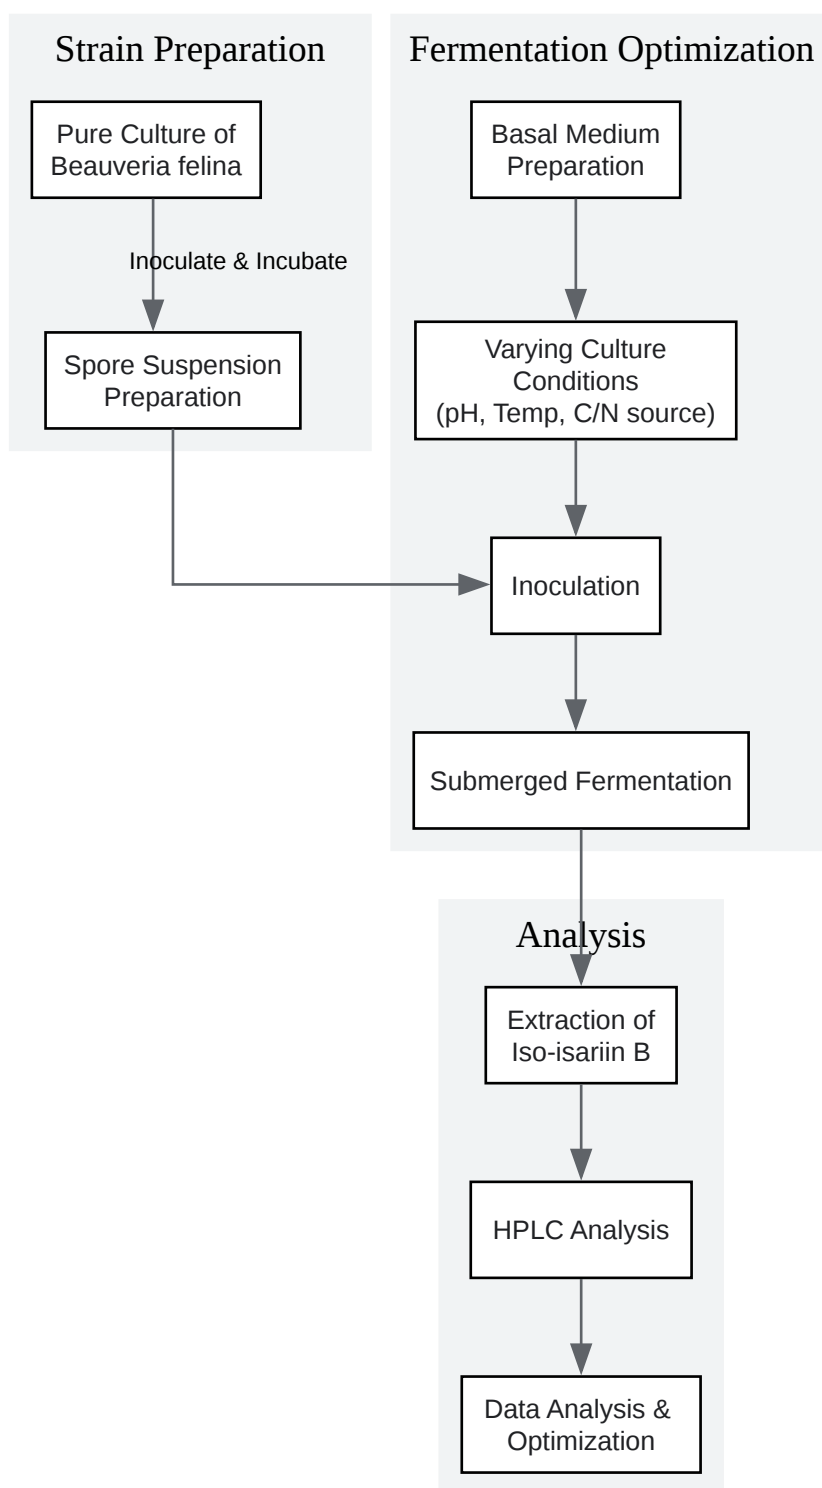 Strain Preparation
Pure Culture of
Beauveria felina
Inoculate & Incubate
Spore Suspension
Preparation
Fermentation Optimization
Basal Medium
Preparation
Varying Culture
Conditions
(pH, Temp, C/N source)
Inoculation
Submerged Fermentation
Analysis
Extraction of
Iso-isariin B
HPLC Analysis
Data Analysis &
Optimization